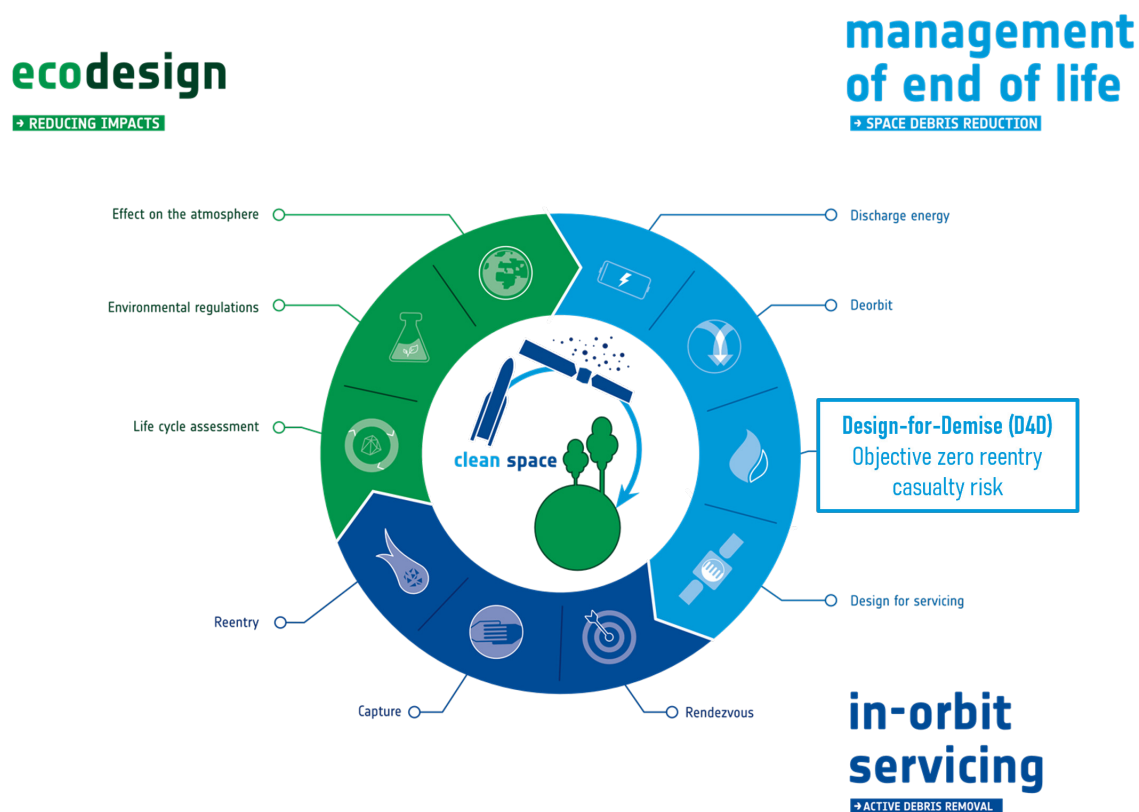 ecodesign
→ REDUCING IMPACTS
management
of end of life
→ SPACE DEBRIS REDUCTION
Effect on the atmosphere
Discharge energy
Environmental regulations
Deorbit
Life cycle assessment
Design-for-Demise (D4D)
Objective zero reentry
casualty risk
clean space
Reentry
Design for servicing
Capture
Rendezvous
in-orbit
servicing
→ ACTIVE DEBRIS REMOVAL